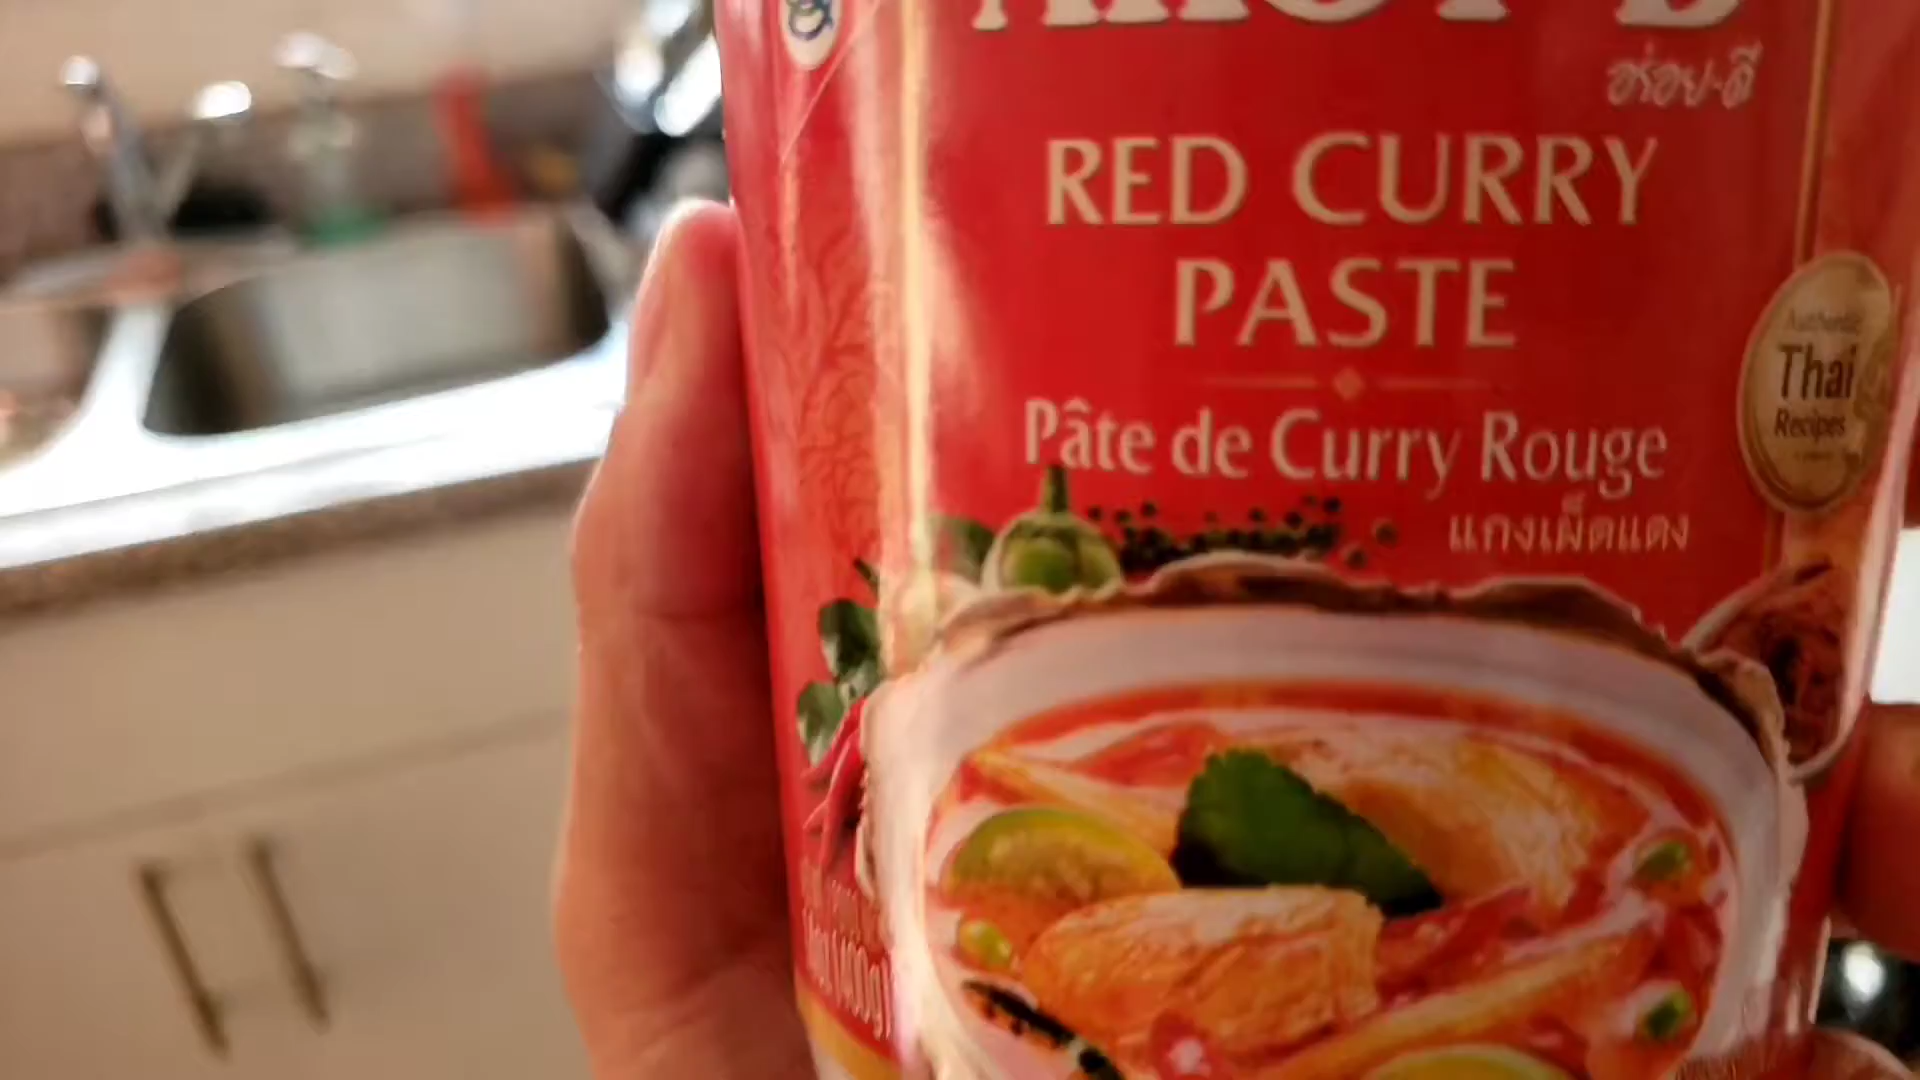 อร่อย-ดี
RED CURRY
PASTE
Pâte de Curry Rouge
แกงเผ็ดแดง
Authentic
Thai
Recipes